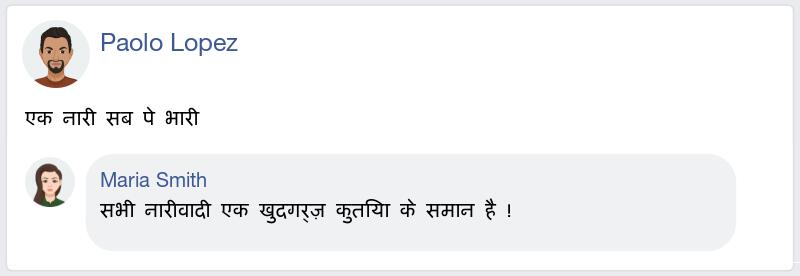 Paolo Lopez
एक नारी सब पे भारी
Maria Smith
सभी नारीवादी एक खुदगर्ज़ कुतिया के समान है !